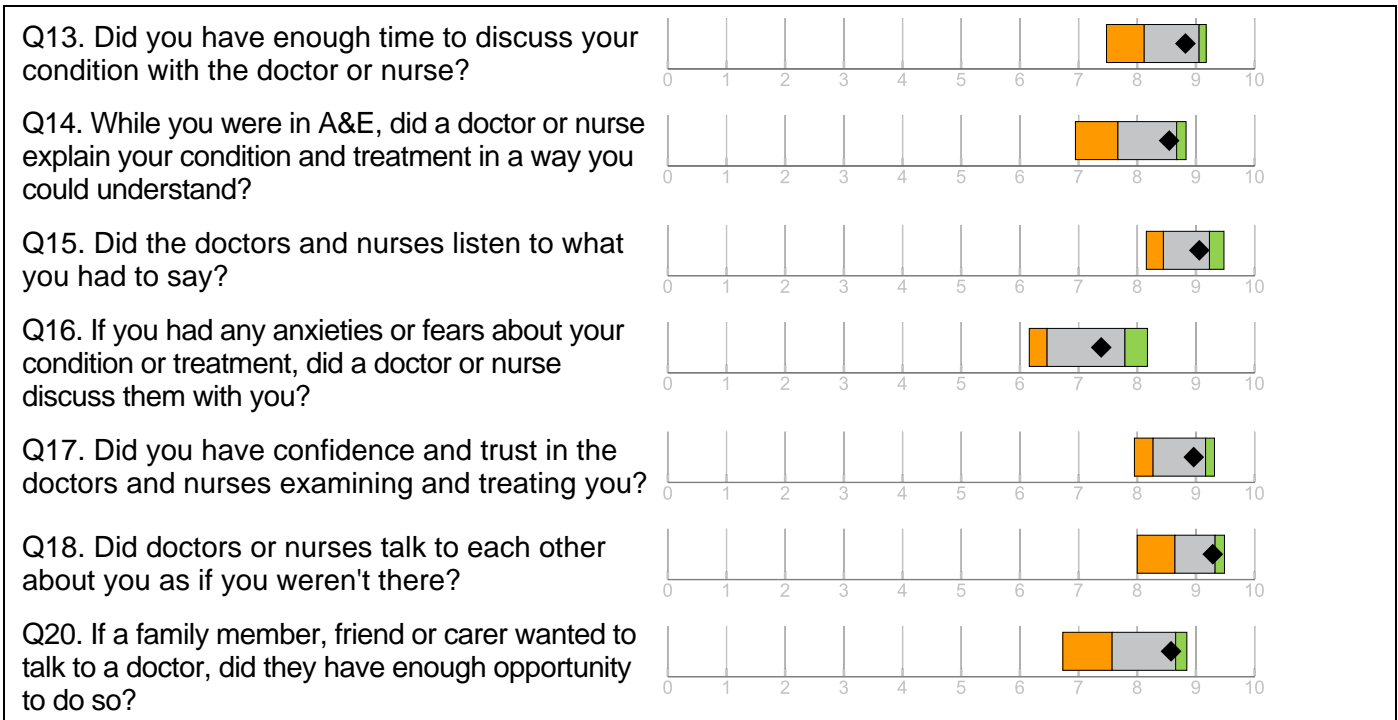 Q13. Did you have enough time to discuss your
condition with the doctor or nurse?
0 1 2 3 4 5 6 7 8 9 10
Q14. While you were in A&E, did a doctor or nurse
explain your condition and treatment in a way you
could understand?
0 1 2 3 4 5 6 7 8 9 10
Q15. Did the doctors and nurses listen to what
you had to say?
0 1 2 3 4 5 6 7 8 9 10
Q16. If you had any anxieties or fears about your
condition or treatment, did a doctor or nurse
discuss them with you?
0 1 2 3 4 5 6 7 8 9 10
Q17. Did you have confidence and trust in the
doctors and nurses examining and treating you?
0 1 2 3 4 5 6 7 8 9 10
Q18. Did doctors or nurses talk to each other
about you as if you weren't there?
0 1 2 3 4 5 6 7 8 9 10
Q20. If a family member, friend or carer wanted to
talk to a doctor, did they have enough opportunity
to do so?
0 1 2 3 4 5 6 7 8 9 10